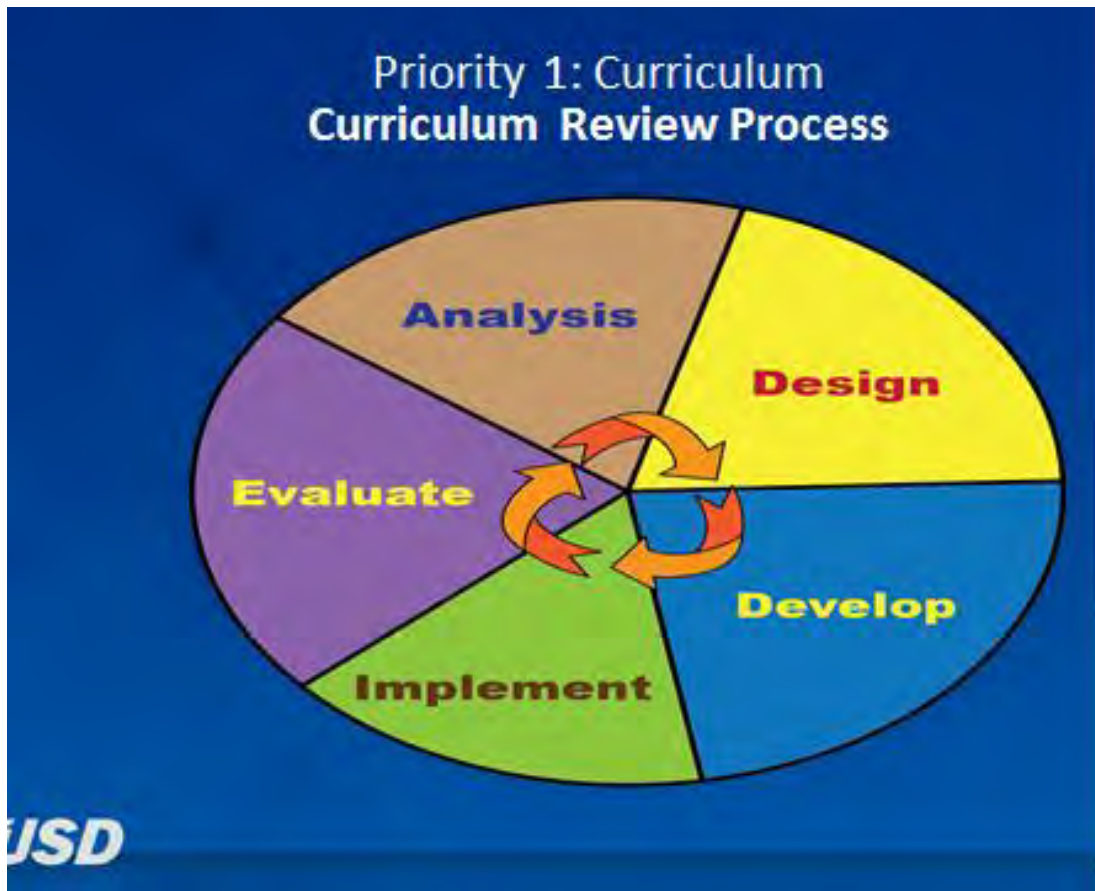 Priority 1: Curriculum
Curriculum Review Process
Analysis
Design
Evaluate
Develop
Implement
USD